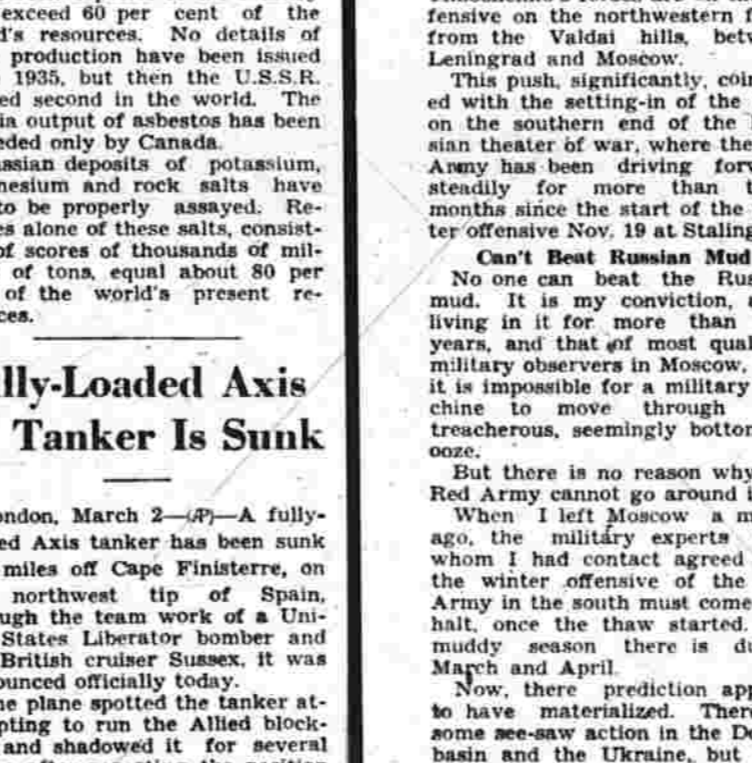 exceed 60 per cent of the
d's resources. No details of
production have been issued
1935, but then the U.S.S.R.
ed second in the world. The
ia output of asbestos has been
eded only by Canada.
ssian deposits of potassium,
nesium and rock salts have
to be properly assayed. Re-
es alone of these salts, consist-
of scores of thousands of mil-
of tons, equal about 80 per
of the world's present re-
ces.
lly-Loaded Axis
Tanker Is Sunk
ondon, March 2—(AP)—A fully-
ed Axis tanker has been sunk
miles off Cape Finisterre, on
northwest tip of Spain,
ugh the team work of a Uni-
States Liberator bomber and
British cruiser Sussex, it was
ounced officially today.
ne plane spotted the tanker at-
pting to run the Allied block-
and shadowed it for several
fensive on the northwestern
from the Valdai hills, betw
Leningrad and Moscow.
This push, significantly, coin
ed with the setting-in of the
on the southern end of the
sian theater of war, where the
Army has been driving forw
steadily for more than
months since the start of the
ter offensive Nov. 19 at Staling
Can't Beat Russian Mud
No one can beat the Rus
mud. It is my conviction,
living in it for more than
years, and that of most qual
military observers in Moscow,
it is impossible for a military
chine to move through
treacherous, seemingly bottom
ooze.
But there is no reason why
Red Army cannot go around i
When I left Moscow a m
ago, the military experts
whom I had contact agreed
the winter offensive of the
Army in the south must come
halt, once the thaw started.
muddy season there is du
March and April.
Now, there prediction app
to have materialized. There
some see-saw action in the Do
basin and the Ukraine, but